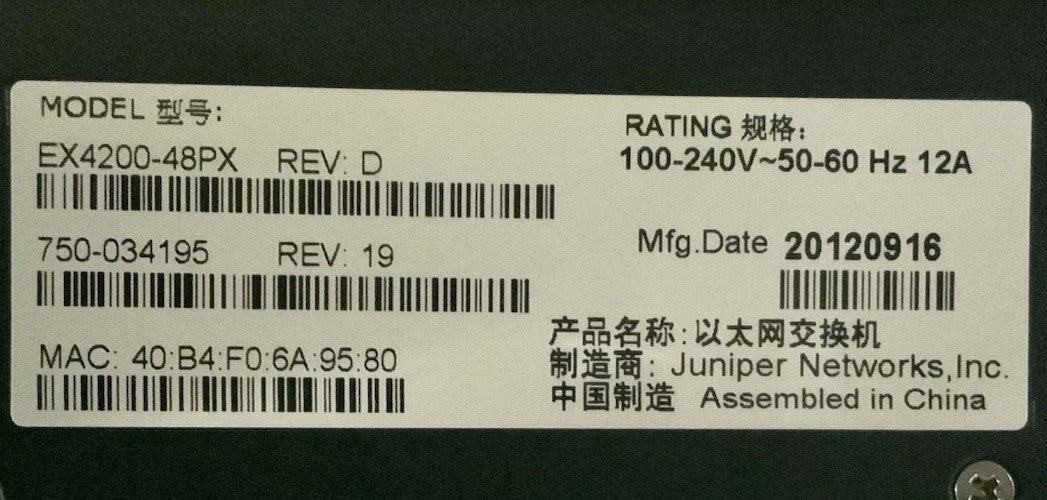 MODEL 型号:
EX4200-48PX REV: D
750-034195 REV: 19
MAC: 40:B4:F0:6A:95:80
RATING 规格:
100-240V~50-60 Hz 12A
Mfg.Date 20120916
产品名称: 以太网交换机
制造商: Juniper Networks,Inc.
中国制造 Assembled in China